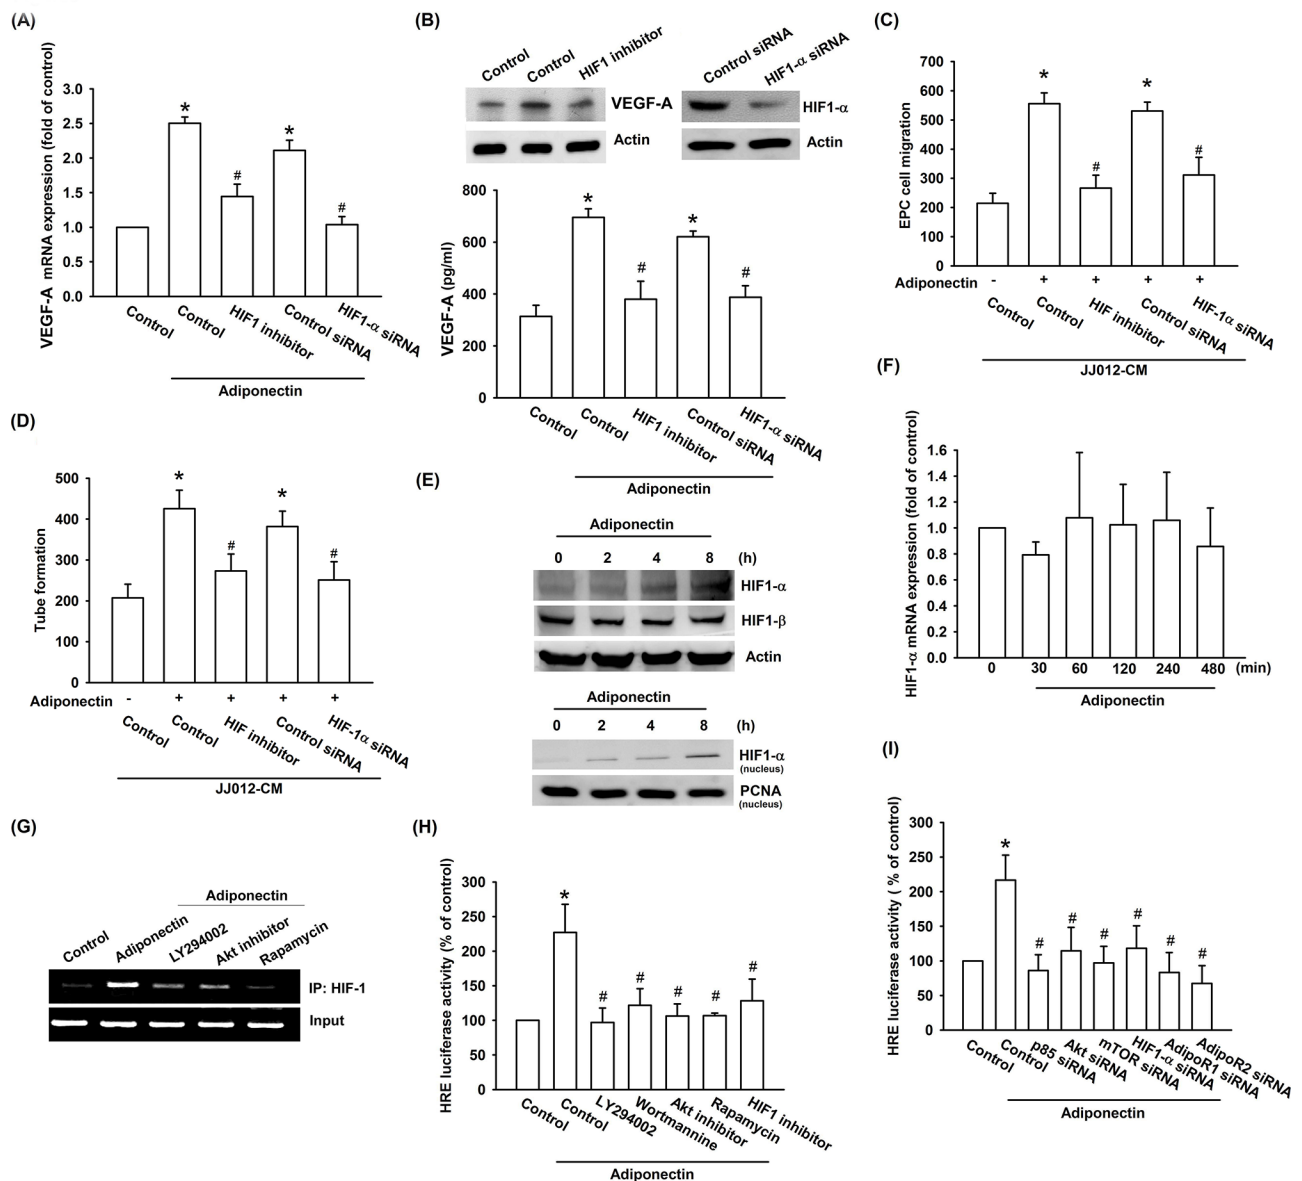 (A)
VEGF-A mRNA expression (fold of control)
3.0
2.5
2.0
1.5
1.0
0.5
0.0
*
#
*
#
Control
Control
HIF1 inhibitor
Control siRNA
HIF1-α siRNA
Adiponectin
(B)
Control
Control
HIF1 inhibitor
VEGF-A
Actin
Control siRNA
HIF1-α siRNA
HIF1-α
Actin
VEGF-A (pg/ml)
800
600
400
200
0
*
#
*
#
Control
Control
HIF1 inhibitor
Control siRNA
HIF1-α siRNA
Adiponectin
(C)
EPC cell migration
700
600
500
400
300
200
100
0
*
#
*
#
Adiponectin - + + + +
Control
Control
HIF inhibitor
Control siRNA
HIF-1α siRNA
JJ012-CM
(D)
Tube formation
500
400
300
200
100
0
*
#
*
#
Adiponectin - + + + +
Control
Control
HIF inhibitor
Control siRNA
HIF-1α siRNA
JJ012-CM
(E)
Adiponectin
0 2 4 8 (h)
HIF1-α
HIF1-β
Actin
Adiponectin
0 2 4 8 (h)
HIF1-α
(nucleus)
PCNA
(nucleus)
(F)
HIF1-α mRNA expression (fold of control)
1.6
1.4
1.2
1.0
0.8
0.6
0.4
0.2
0.0
0 30 60 120 240 480 (min)
Adiponectin
(G)
Adiponectin
Control
Adiponectin
LY294002
Akt inhibitor
Rapamycin
IP: HIF-1
Input
(H)
HRE luciferase activity (% of control)
300
250
200
150
100
50
0
*
#
#
#
#
#
Control
Control
LY294002
Wortmannine
Akt inhibitor
Rapamycin
HIF1 inhibitor
Adiponectin
(I)
HRE luciferase activity ( % of control)
300
250
200
150
100
50
0
*
#
#
#
#
#
#
Control
Control
p85 siRNA
Akt siRNA
mTOR siRNA
HIF1-α siRNA
AdipoR1 siRNA
AdipoR2 siRNA
Adiponectin